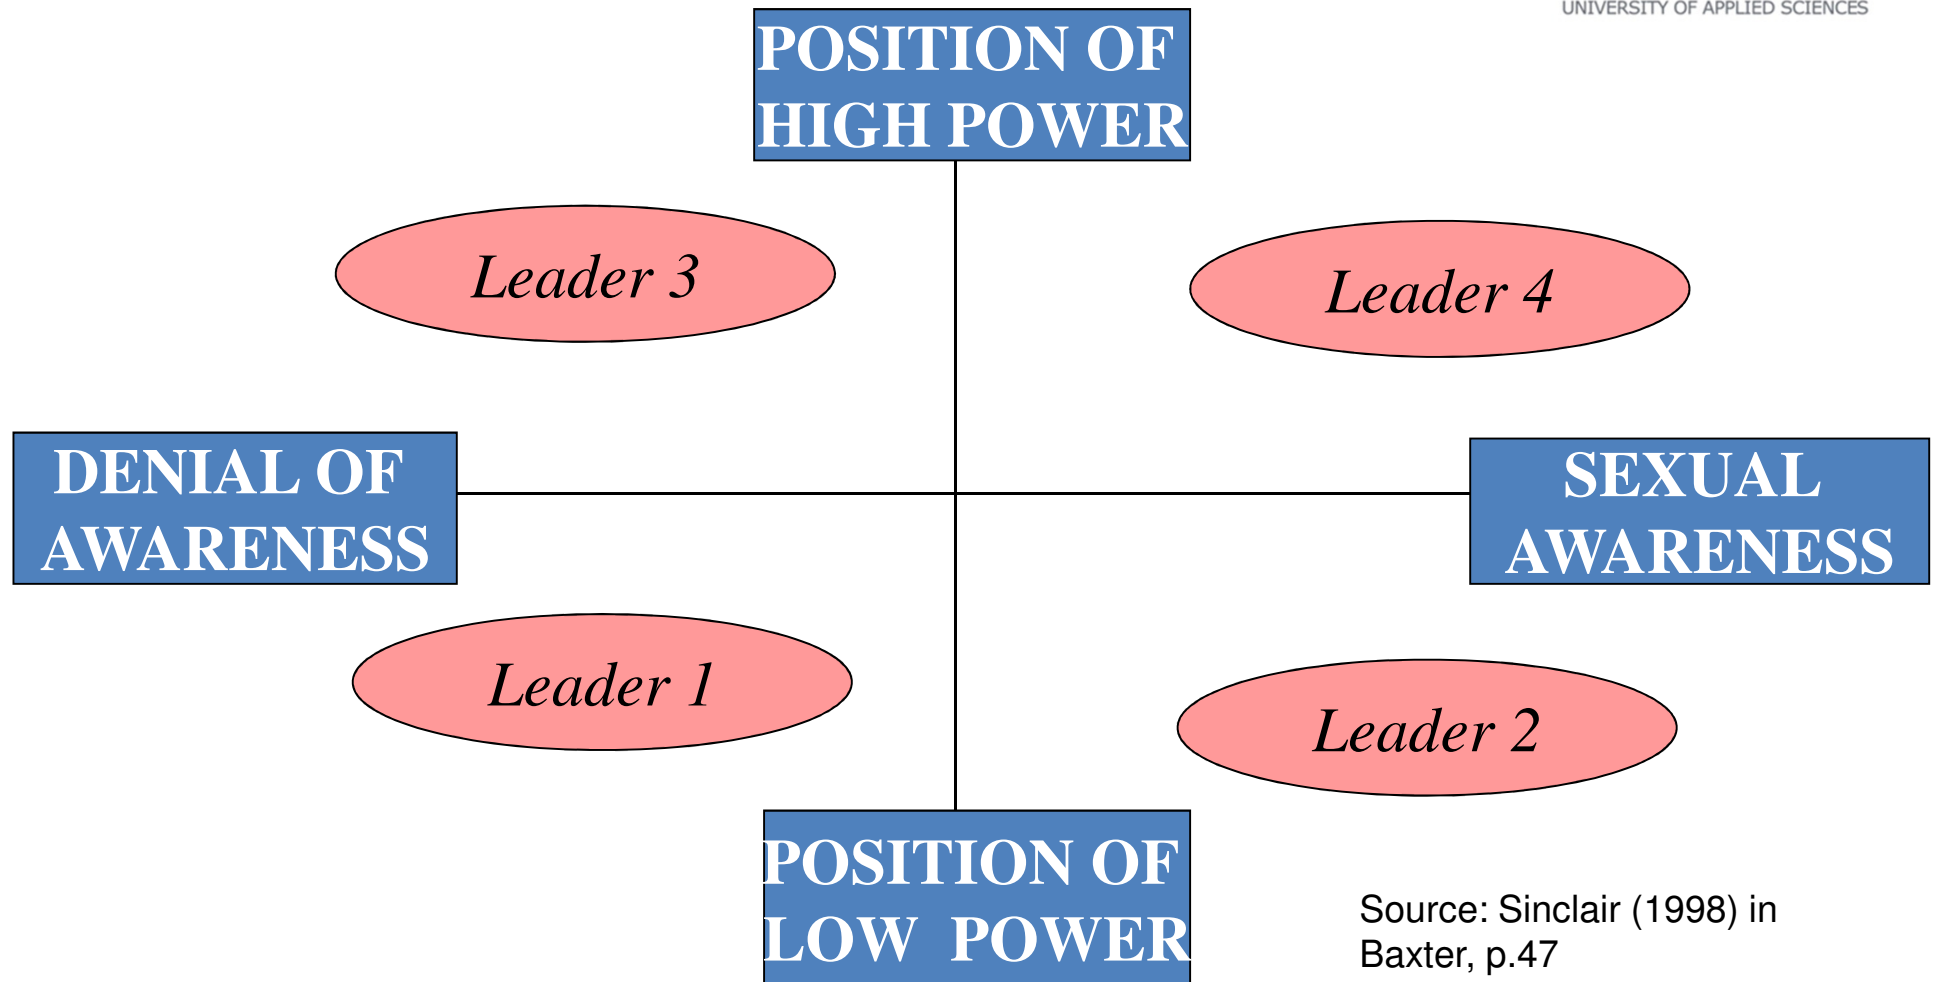 UNIVERSITY OF APPLIED SCIENCES
POSITION OF
HIGH POWER
Leader 3
Leader 4
DENIAL OF
AWARENESS
SEXUAL
AWARENESS
Leader 1
Leader 2
POSITION OF
LOW POWER
Source: Sinclair (1998) in
Baxter, p.47